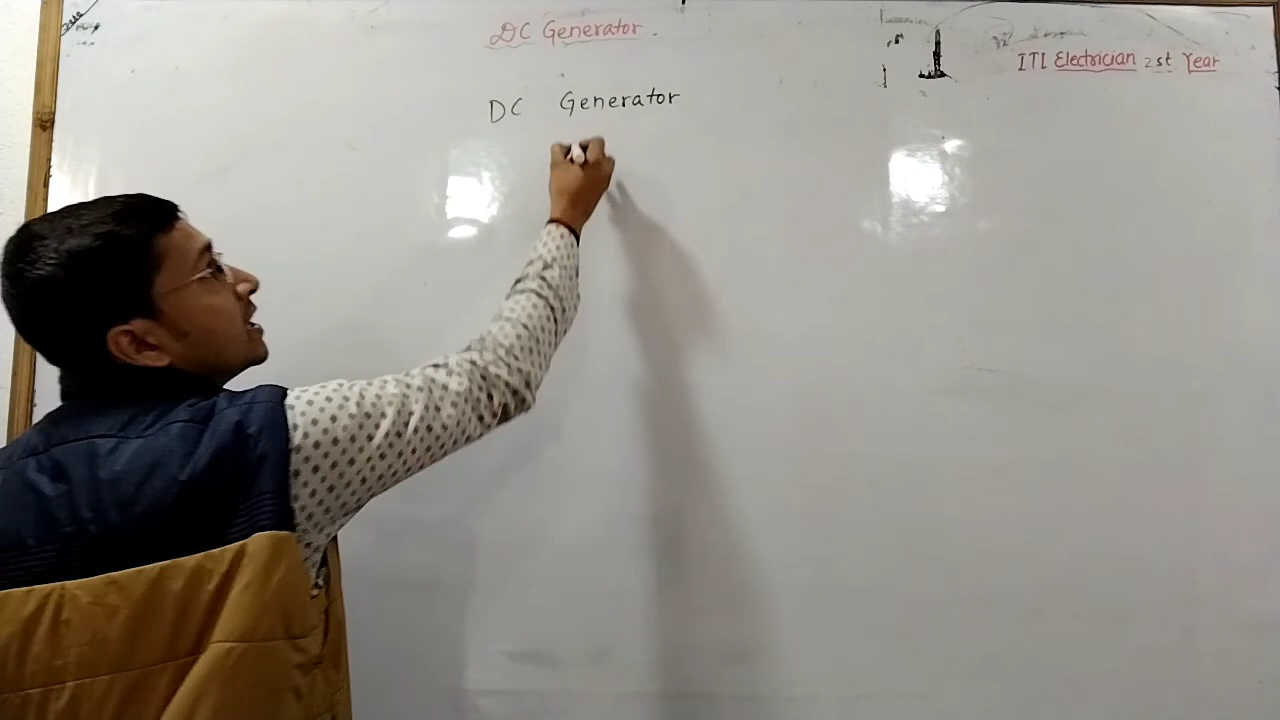 DC Generator.
ITI Electrician 2st Year
DC Generator